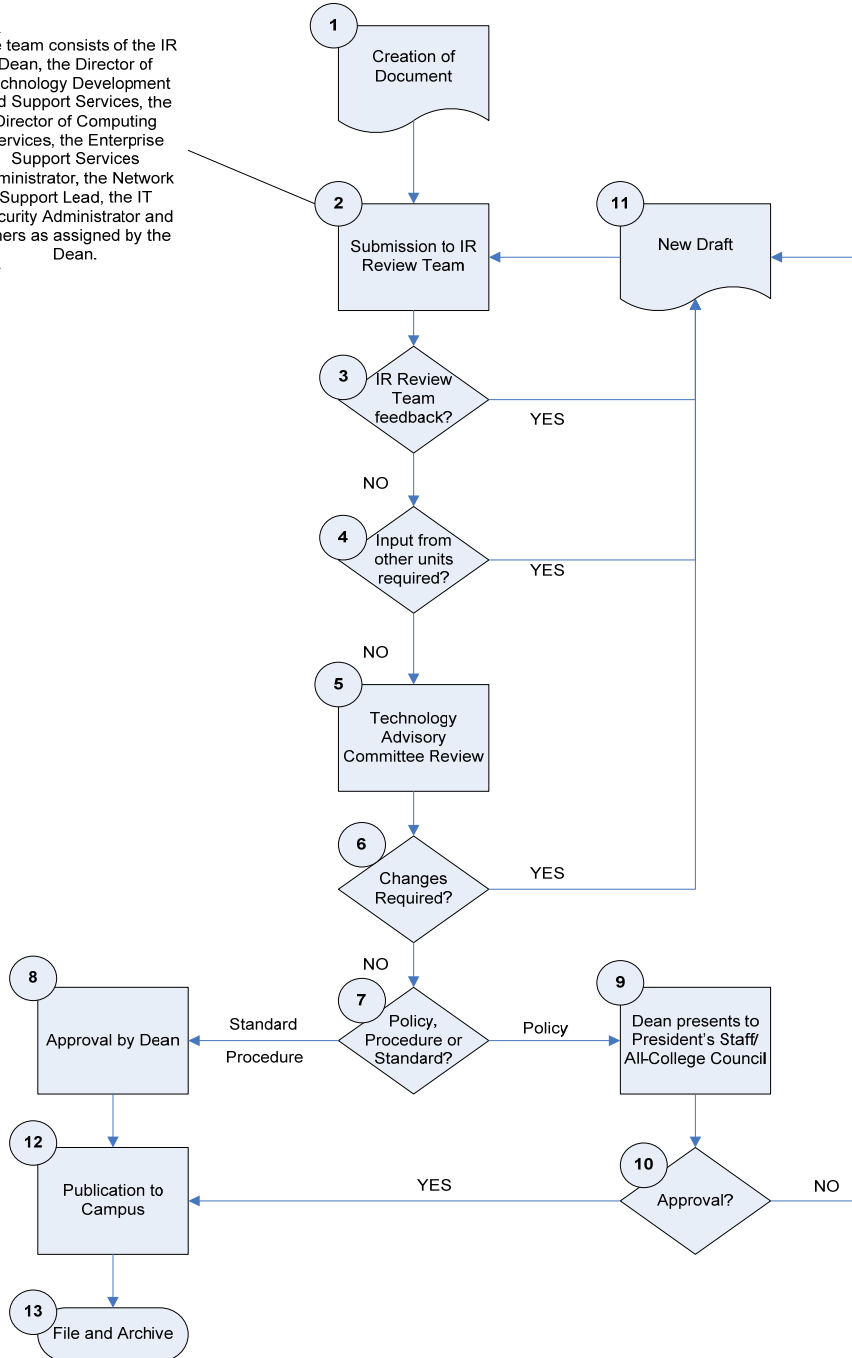 1
Creation of
Document
team consists of the IR
Dean, the Director of
Development
Support Services, the
Director of Computing
the Enterprise
Support Services
the Network
Support Lead, the IT
Administrator and
as assigned by the
Dean.
2
Submission to IR
Review Team
11
New Draft
3
IR Review
Team
feedback?
YES
NO
4
Input from
other units
required?
YES
NO
5
Technology
Advisory
Committee Review
6
Changes
Required?
YES
NO
7
Policy,
Procedure or
Standard?
Standard
Procedure
Policy
8
Approval by Dean
9
Dean presents to
President's Staff/
All-College Council
10
Approval?
YES
NO
12
Publication to
Campus
13
File and Archive